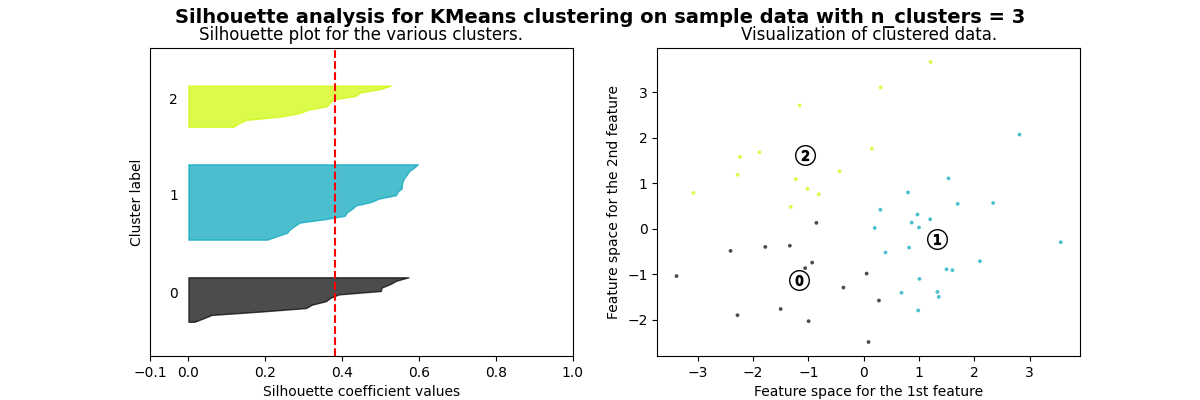 Silhouette analysis for KMeans clustering on sample data with n_clusters = 3
Silhouette plot for the various clusters.
2
1
0
Cluster label
−0.1 0.0 0.2 0.4 0.6 0.8 1.0
Silhouette coefficient values
Visualization of clustered data.
3
2
1
0
−1
−2
Feature space for the 2nd feature
2
1
0
−3 −2 −1 0 1 2 3
Feature space for the 1st feature